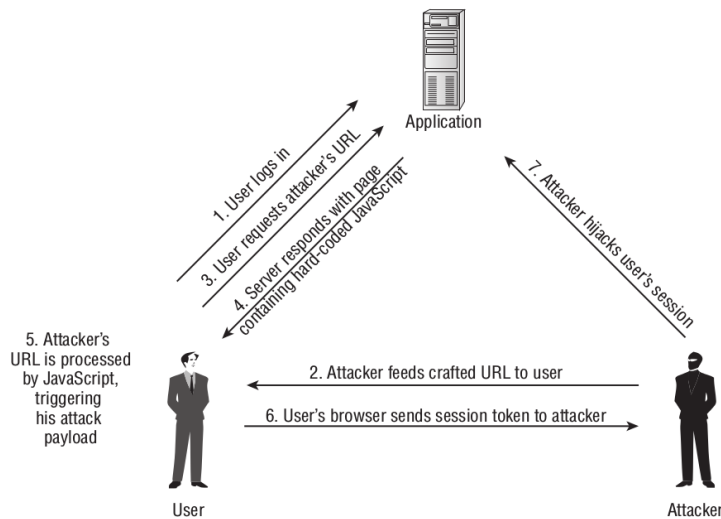 Application
1. User logs in
3. User requests attacker's URL
4. Server responds with page
containing hard-coded JavaScript
7. Attacker hijacks user's session
5. Attacker's
URL is processed
by JavaScript,
triggering
his attack
payload
2. Attacker feeds crafted URL to user
6. User's browser sends session token to attacker
User
Attacker